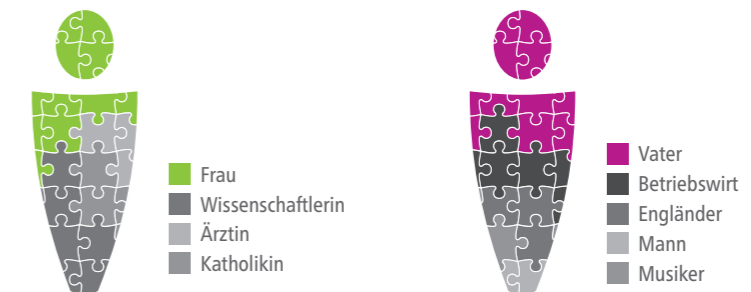 Frau
Wissenschaftlerin
Ärztin
Katholikin
Vater
Betriebswirt
Engländer
Mann
Musiker